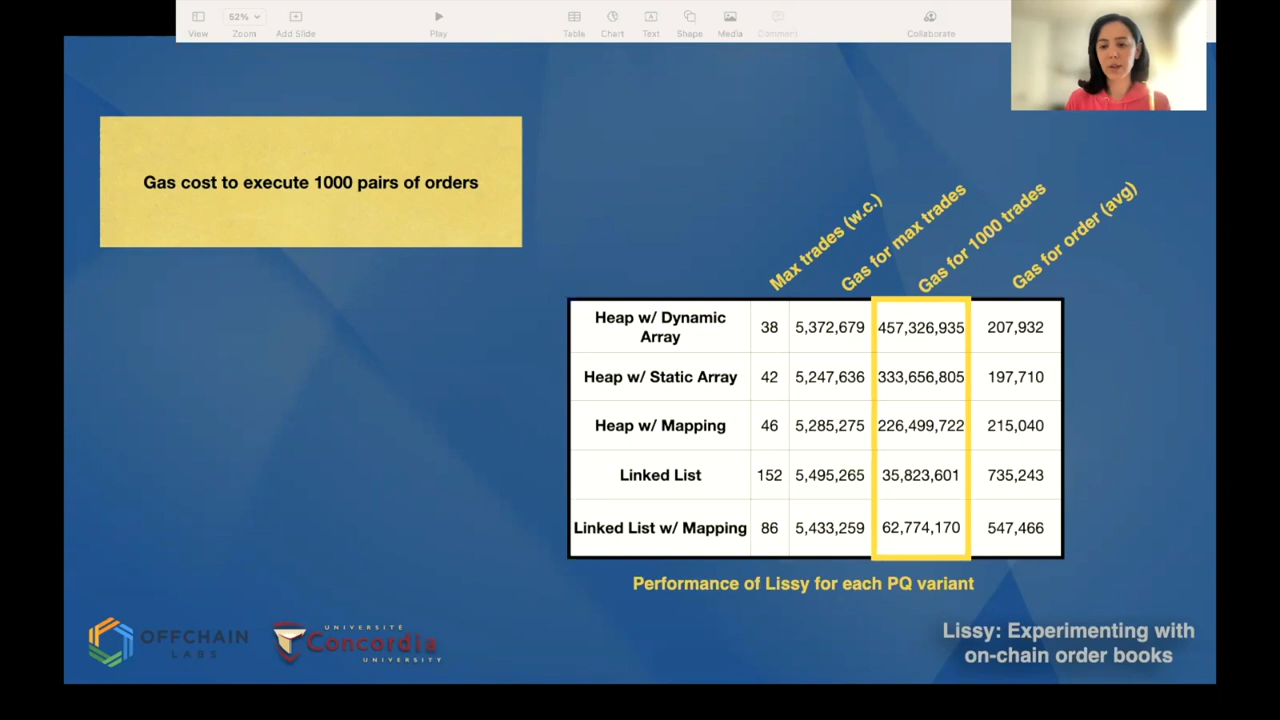 View
52%
Zoom
Add Slide
Play
Table
Chart
Text
Shape
Media
Comment
Collaborate
Gas cost to execute 1000 pairs of orders
Max trades (w.c.)
Gas for max trades
Gas for 1000 trades
Gas for order (avg)
Heap w/ Dynamic
Array
38
5,372,679
457,326,935
207,932
Heap w/ Static Array
42
5,247,636
333,656,805
197,710
Heap w/ Mapping
46
5,285,275
226,499,722
215,040
Linked List
152
5,495,265
35,823,601
735,243
Linked List w/ Mapping
86
5,433,259
62,774,170
547,466
Performance of Lissy for each PQ variant
OFFCHAIN
LABS
UNIVERSITÉ
Concordia
UNIVERSITY
Lissy: Experimenting with
on-chain order books